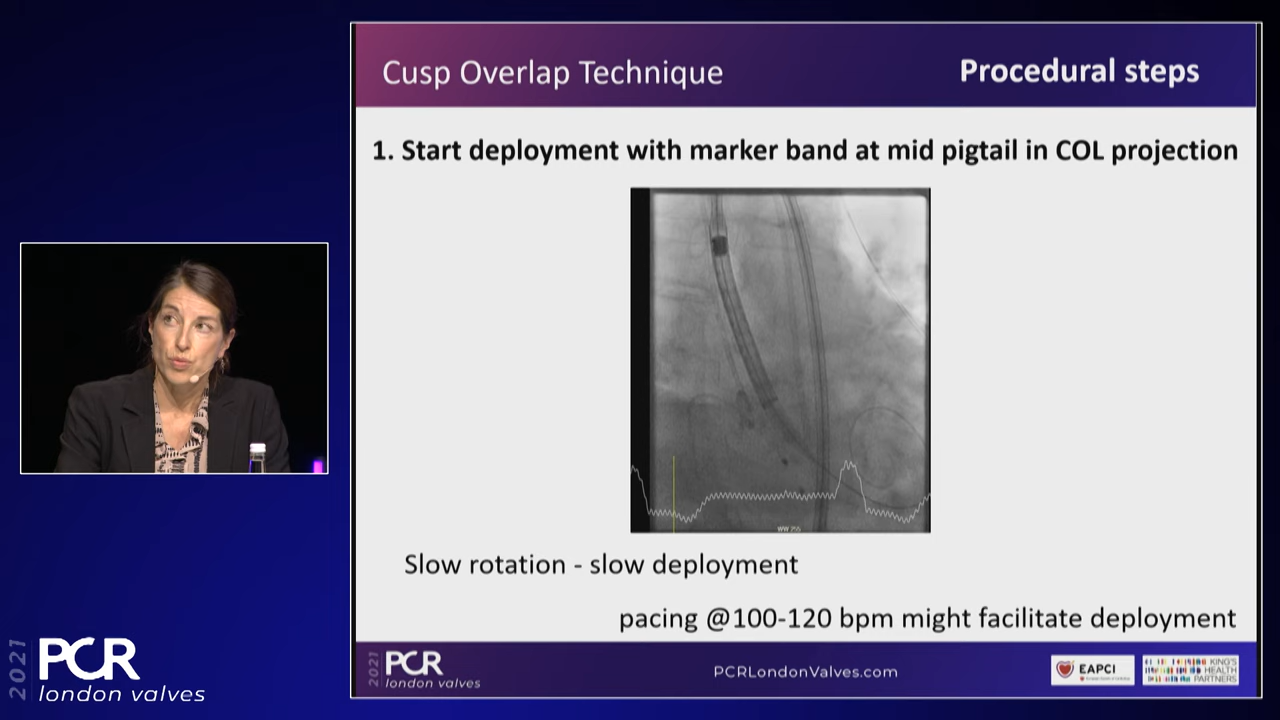 Cusp Overlap Technique
Procedural steps
1. Start deployment with marker band at mid pigtail in COL projection
WW 255
Slow rotation - slow deployment
pacing @100-120 bpm might facilitate deployment
2021
PCR
london valves
2021
PCR
london valves
PCRLondonValves.com
EAPCI
KING'S
HEALTH
PARTNERS